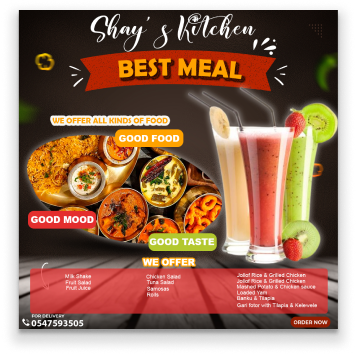 Shay's Kitchen
BEST MEAL
WE OFFER ALL KINDS OF FOOD
GOOD FOOD
GOOD MOOD
GOOD TASTE
WE OFFER
Milk Shake
Fruit Salad
Fruit Juice
Chicken Salad
Tuna Salad
Samosas
Rolls
Jollof Rice & Grilled Chicken
Jollof Rice & Grilled Chicken
Mashed Potato & Chicken sauce
Loaded Yam
Banku & Tilapia
Gari fotor with Tilapia & Kelewele
FOR DELIVERY
0547593505
ORDER NOW